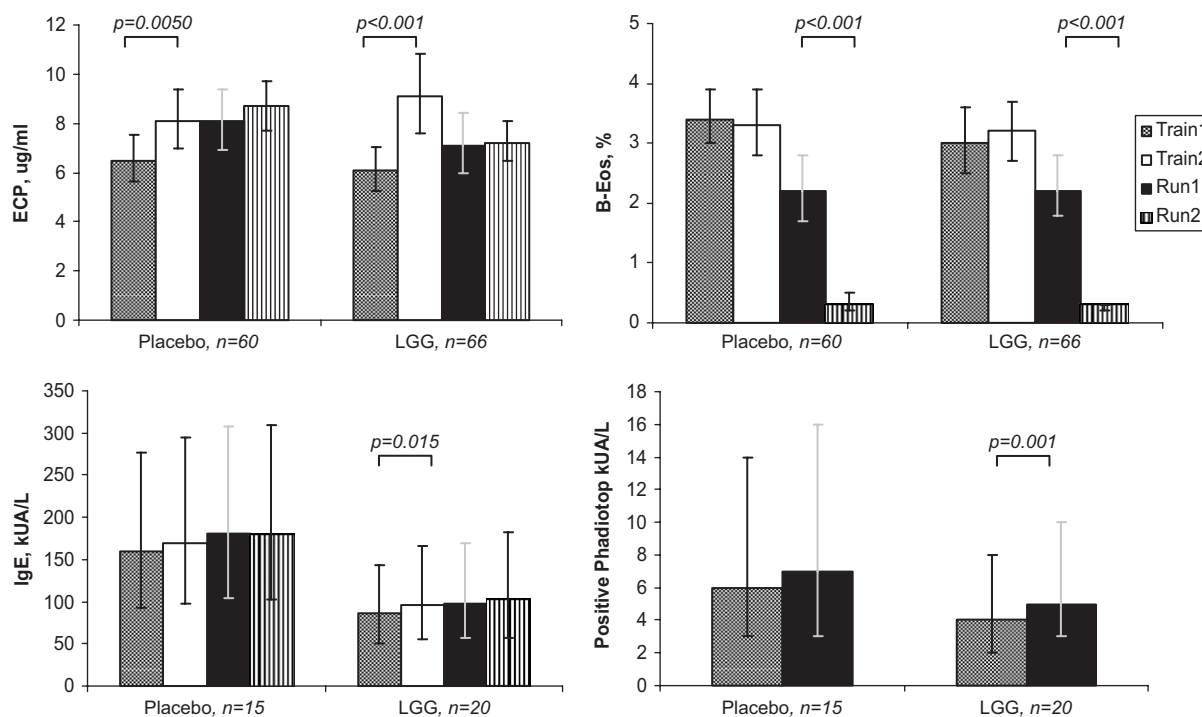 p=0.0050
p<0.001
12
10
8
6
4
2
0
ECP, ug/ml
Placebo, n=60
LGG, n=66
p<0.001
p<0.001
5
4
3
2
1
0
B-Eos, %
Placebo, n=60
LGG, n=66
Train1
Train2
Run1
Run2
350
300
250
200
150
100
50
0
IgE, kUA/L
p=0.015
Placebo, n=15
LGG, n=20
18
16
14
12
10
8
6
4
2
0
Positive Phadiotop kUA/L
p=0.001
Placebo, n=15
LGG, n=20